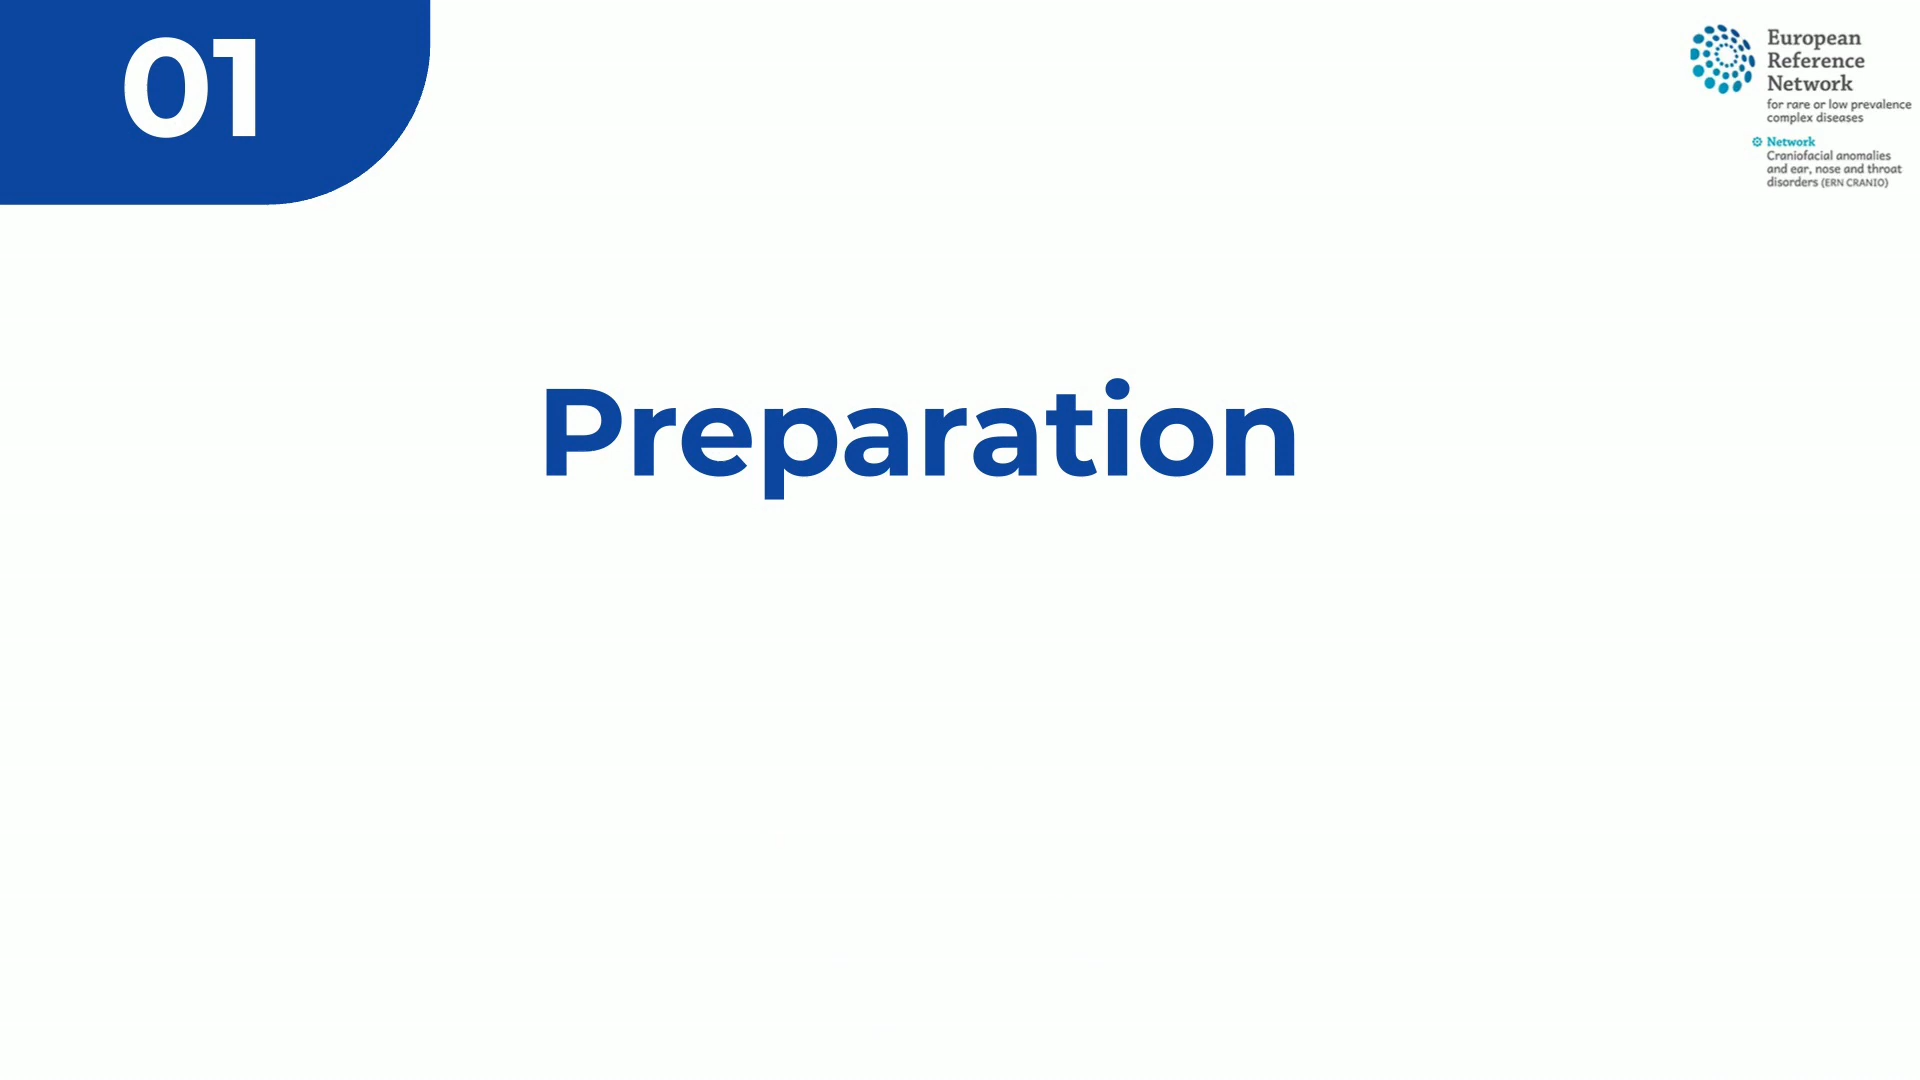 01
European
Reference
Network
for rare or low prevalence
complex diseases
Network
Craniofacial anomalies
and ear, nose and throat
disorders (ERN CRANIO)
Preparation